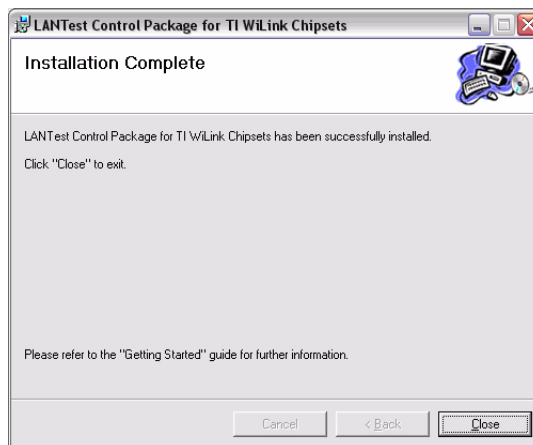 LANTest Control Package for TI WiLink Chipsets
Installation Complete
LANTest Control Package for TI WiLink Chipsets has been successfully installed.
Click "Close" to exit.
Please refer to the "Getting Started" guide for further information.
Cancel
< Back
Close